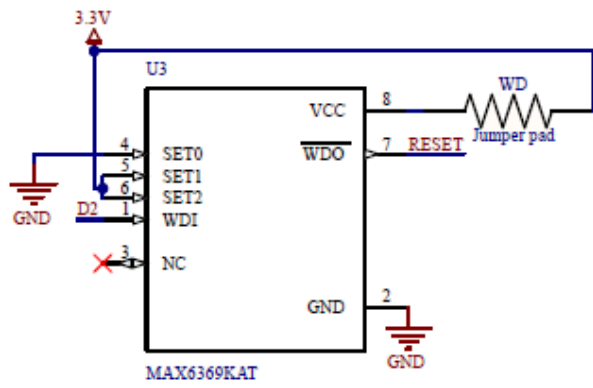 3.3V
U3
WD
Jumper pad
VCC
8
WDO
7
RESET
4
SET0
5
SET1
6
SET2
D2
1
WDI
3
NC
GND
GND
2
GND
MAX6369KAT